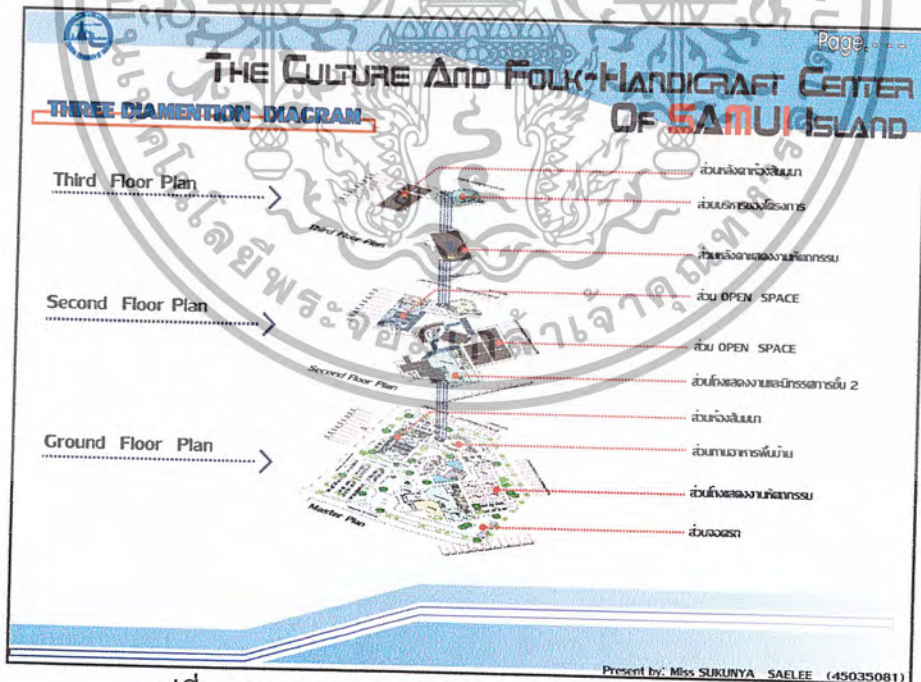 Page.----
THE CULTURE AND FOLK-HANDICRAFT CENTER
OF SAMUI ISLAND
THREE DIAMENTION DIAGRAM
Third Floor Plan
Third Floor Plan
Second Floor Plan
Second Floor Plan
Ground Floor Plan
Master Plan
ส่วนหลังคาห้องสัมมนา
ส่วนบริหารของโครงการ
ส่วนหลังคาแสดงงานหัตถกรรม
ส่วน OPEN SPACE
ส่วน OPEN SPACE
ส่วนโถงแสดงงานและนิทรรศการชั้น 2
ส่วนห้องสัมมนา
ส่วนทานอาหารพื้นบ้าน
ส่วนโถงแสดงงานหัตถกรรม
ส่วนจอดรถ
Present by: Miss SUKUNYA SAELEE (45035081)